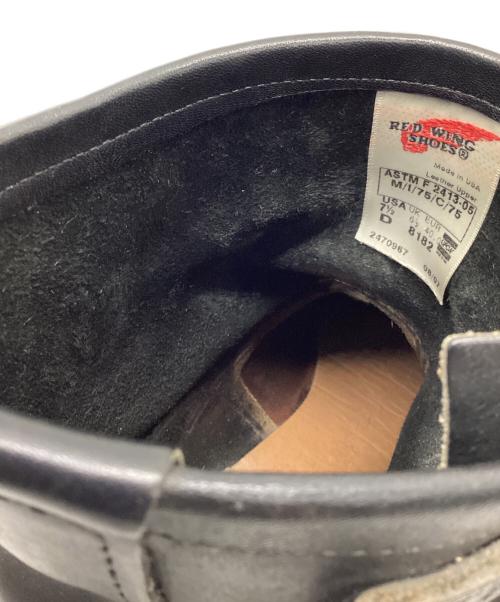 RED WING
SHOES®
Made in USA
Leather Upper
ASTM F 2413-05
M/I/75/C/75
USA UK EUR
7½ 6½ 40
D 8182
2470967 08/07